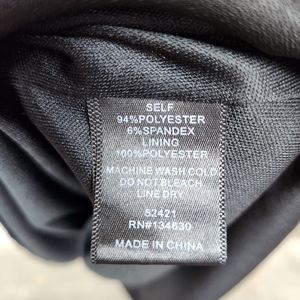 SELF
94%POLYESTER
6%SPANDEX
LINING
100%POLYESTER
MACHINE WASH COLD
DO NOT BLEACH
LINE DRY
52421
RN#134630
MADE IN CHINA